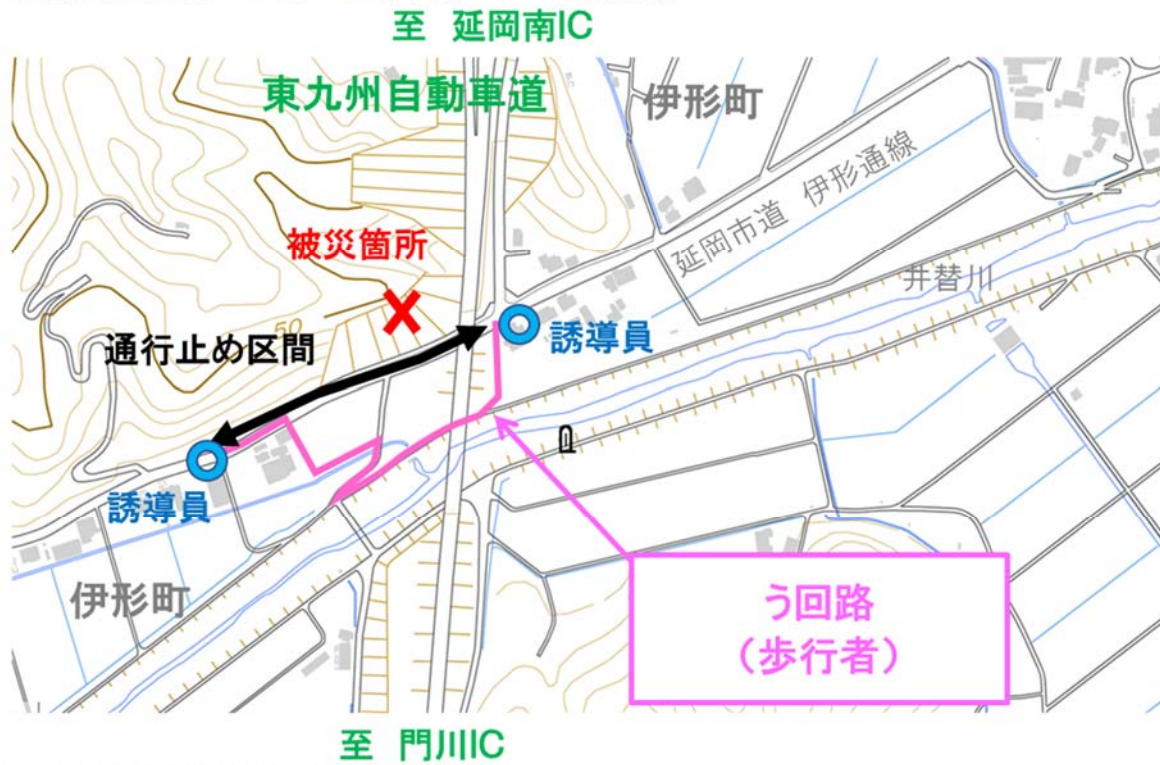 至 延岡南IC
東九州自動車道
伊形町
延岡市道 伊形通線
被災箇所
井替川
50
通行止め区間
誘導員
誘導員
伊形町
う回路
（歩行者）
至 門川IC